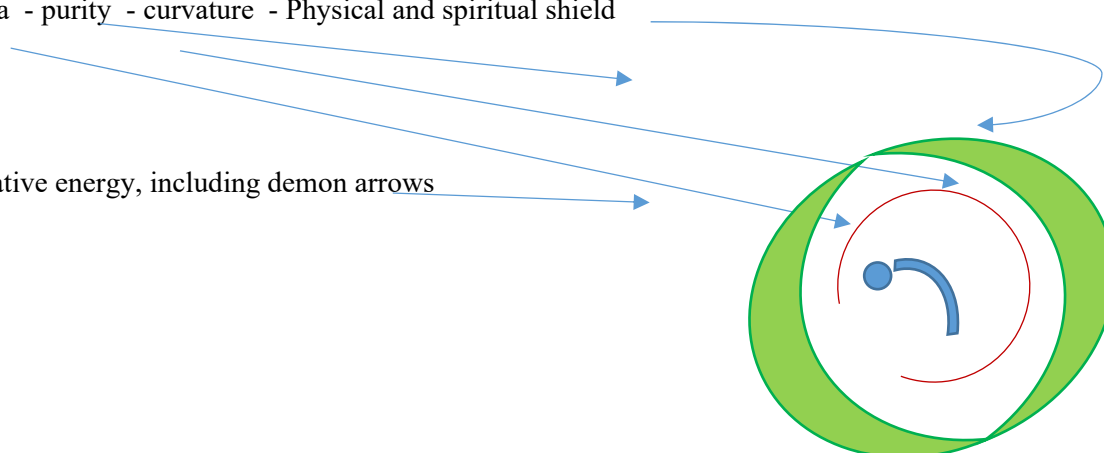 a - purity - curvature - Physical and spiritual shield
ative energy, including demon arrows